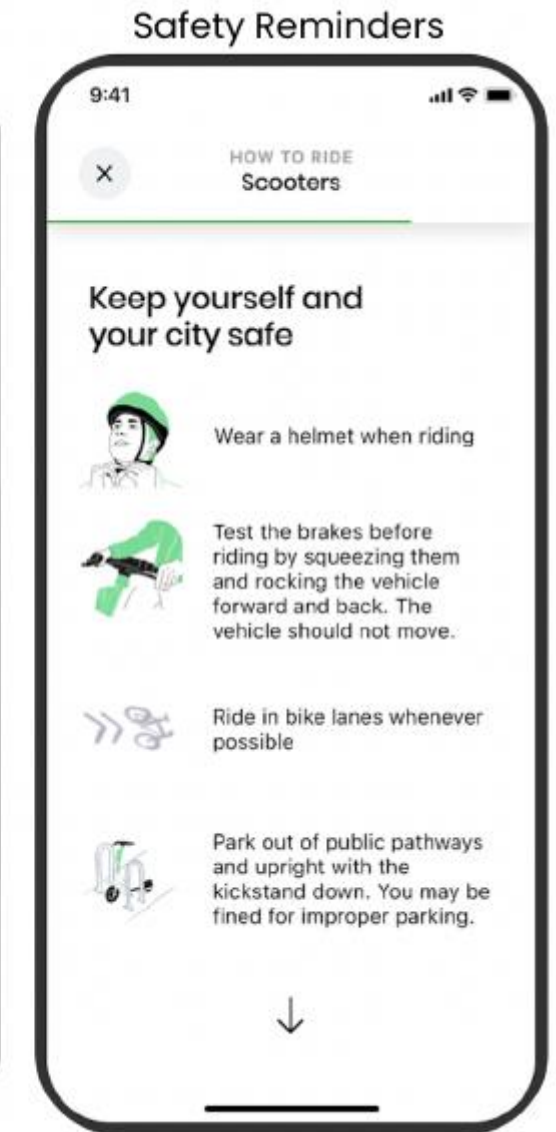 Safety Reminders
9:41
HOW TO RIDE
Scooters
Keep yourself and
your city safe
Wear a helmet when riding
Test the brakes before
riding by squeezing them
and rocking the vehicle
forward and back. The
vehicle should not move.
Ride in bike lanes whenever
possible
Park out of public pathways
and upright with the
kickstand down. You may be
fined for improper parking.